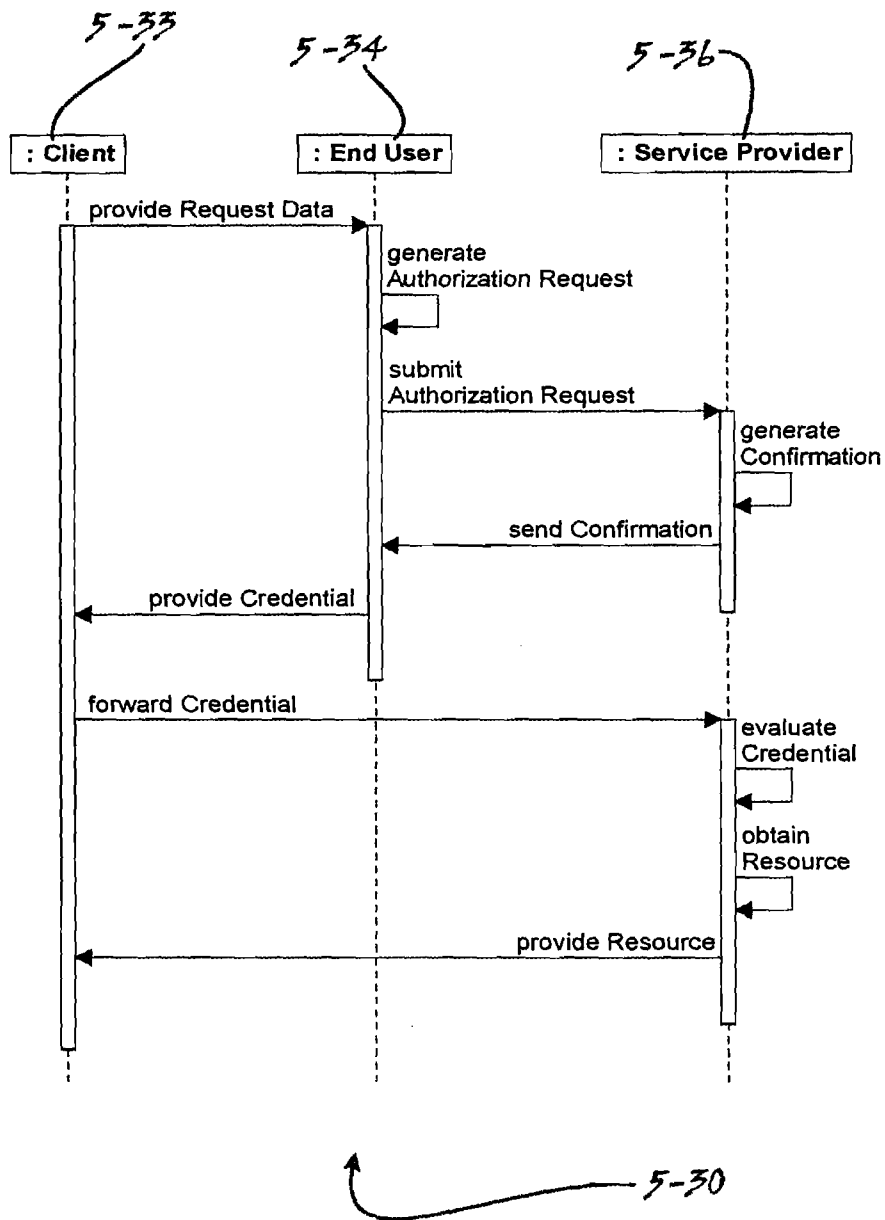 5-33
5-34
5-36
: Client
: End User
: Service Provider
provide Request Data
generate
Authorization Request
submit
Authorization Request
generate
Confirmation
send Confirmation
provide Credential
forward Credential
evaluate
Credential
obtain
Resource
provide Resource
5-30